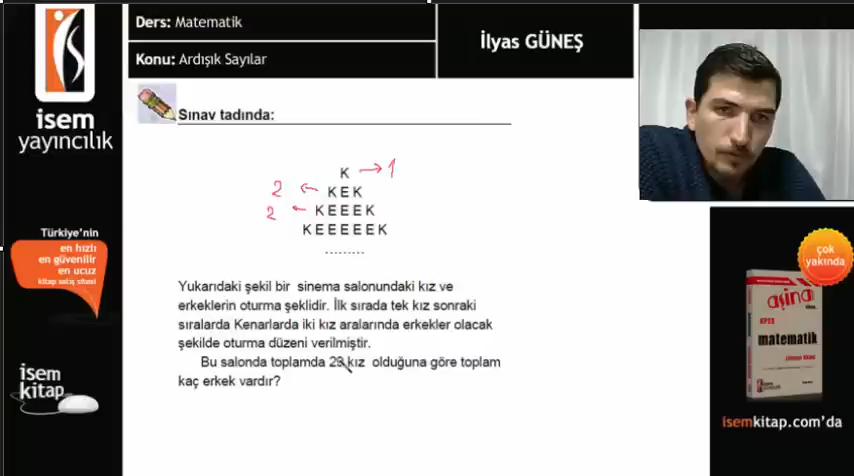 Ders: Matematik
Konu: Ardışık Sayılar
İlyas GÜNEŞ
isem
yayıncılık
Türkiye'nin
en hızlı
en güvenilir
en ucuz
kitap satış sitesi
isem
kitap
Sınav tadında:
K → 1
2 ← K E K
2 ← K E E E K
K E E E E E K
.........
Yukarıdaki şekil bir sinema salonundaki kız ve
erkeklerin oturma şeklidir. İlk sırada tek kız sonraki
sıralarda Kenarlarda iki kız aralarında erkekler olacak
şekilde oturma düzeni verilmiştir.
Bu salonda toplamda 23 kız olduğuna göre toplam
kaç erkek vardır?
çok
yakında
aşina
KPSS
matematik
isemkitap.com'da